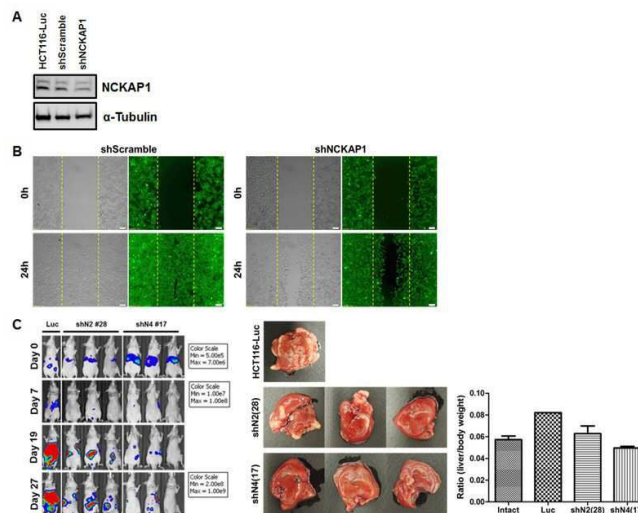 A
HCT116-Luc
shScramble
shNCKAP1
NCKAP1
α-Tubulin
B
shScramble
shNCKAP1
0h
0h
24h
24h
C
Luc shN2 #28 shN4 #17
Day 0
Color Scale
Min = 5.00e5
Max = 7.00e6
Day 7
Color Scale
Min = 1.00e7
Max = 1.00e8
Day 19
Day 27
Color Scale
Min = 2.00e8
Max = 1.00e9
HCT116-Luc
shN2(28)
shN4(17)
Ratio (liver/body weight)
0.10
0.08
0.06
0.04
0.02
0.00
Intact Luc shN2(28) shN4(1